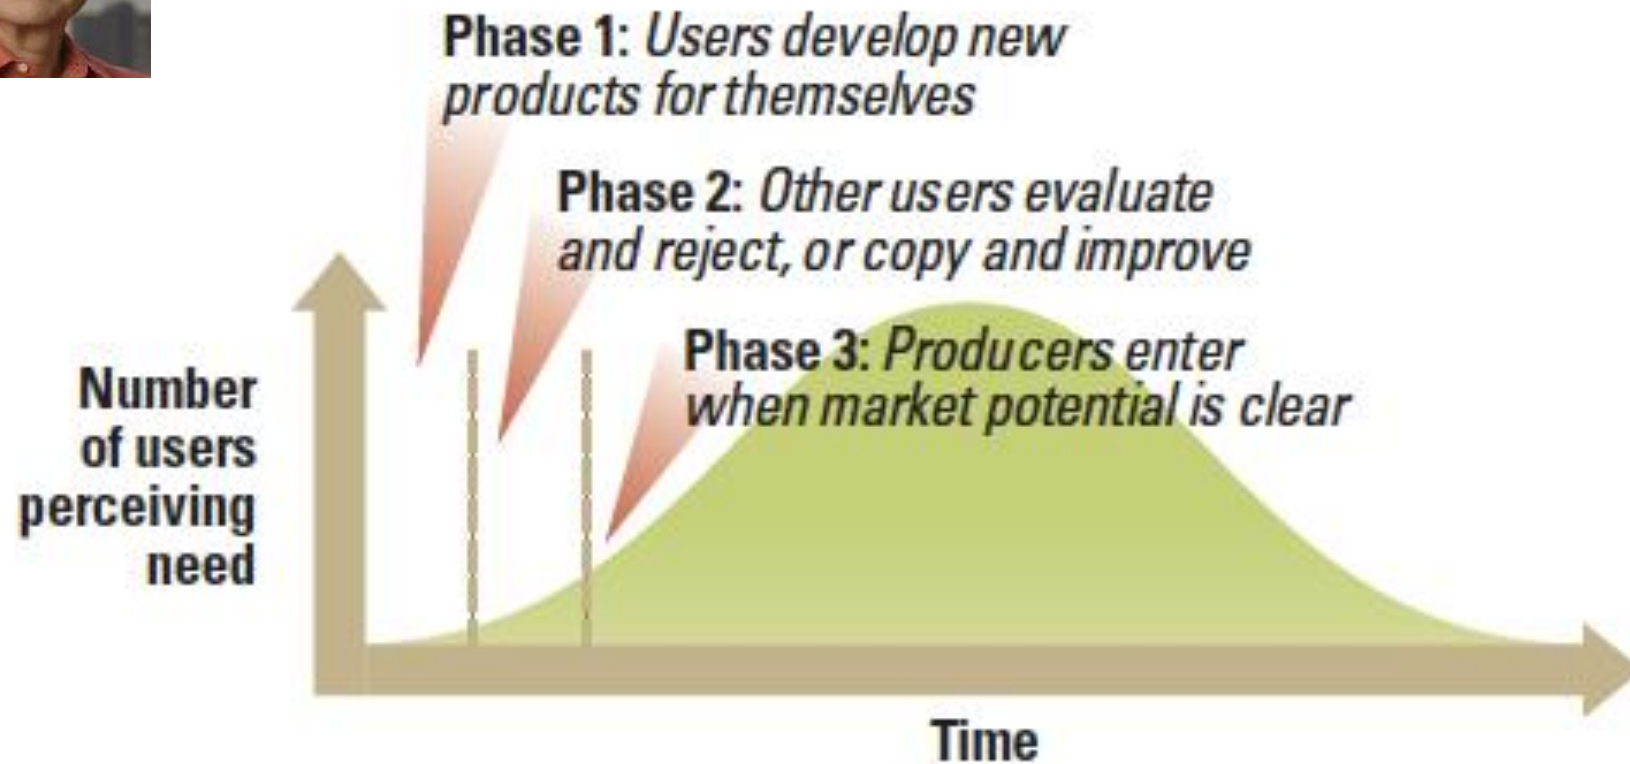 Phase 1: Users develop new
products for themselves
Phase 2: Other users evaluate
and reject, or copy and improve
Phase 3: Producers enter
when market potential is clear
Number
of users
perceiving
need
Time